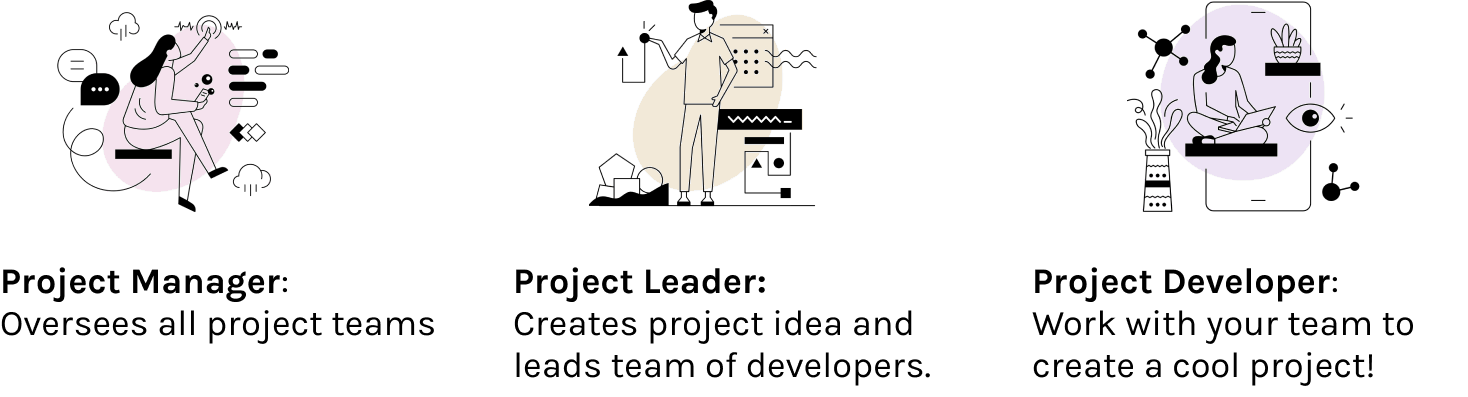 Project Manager:
Oversees all project teams
Project Leader:
Creates project idea and
leads team of developers.
Project Developer:
Work with your team to
create a cool project!